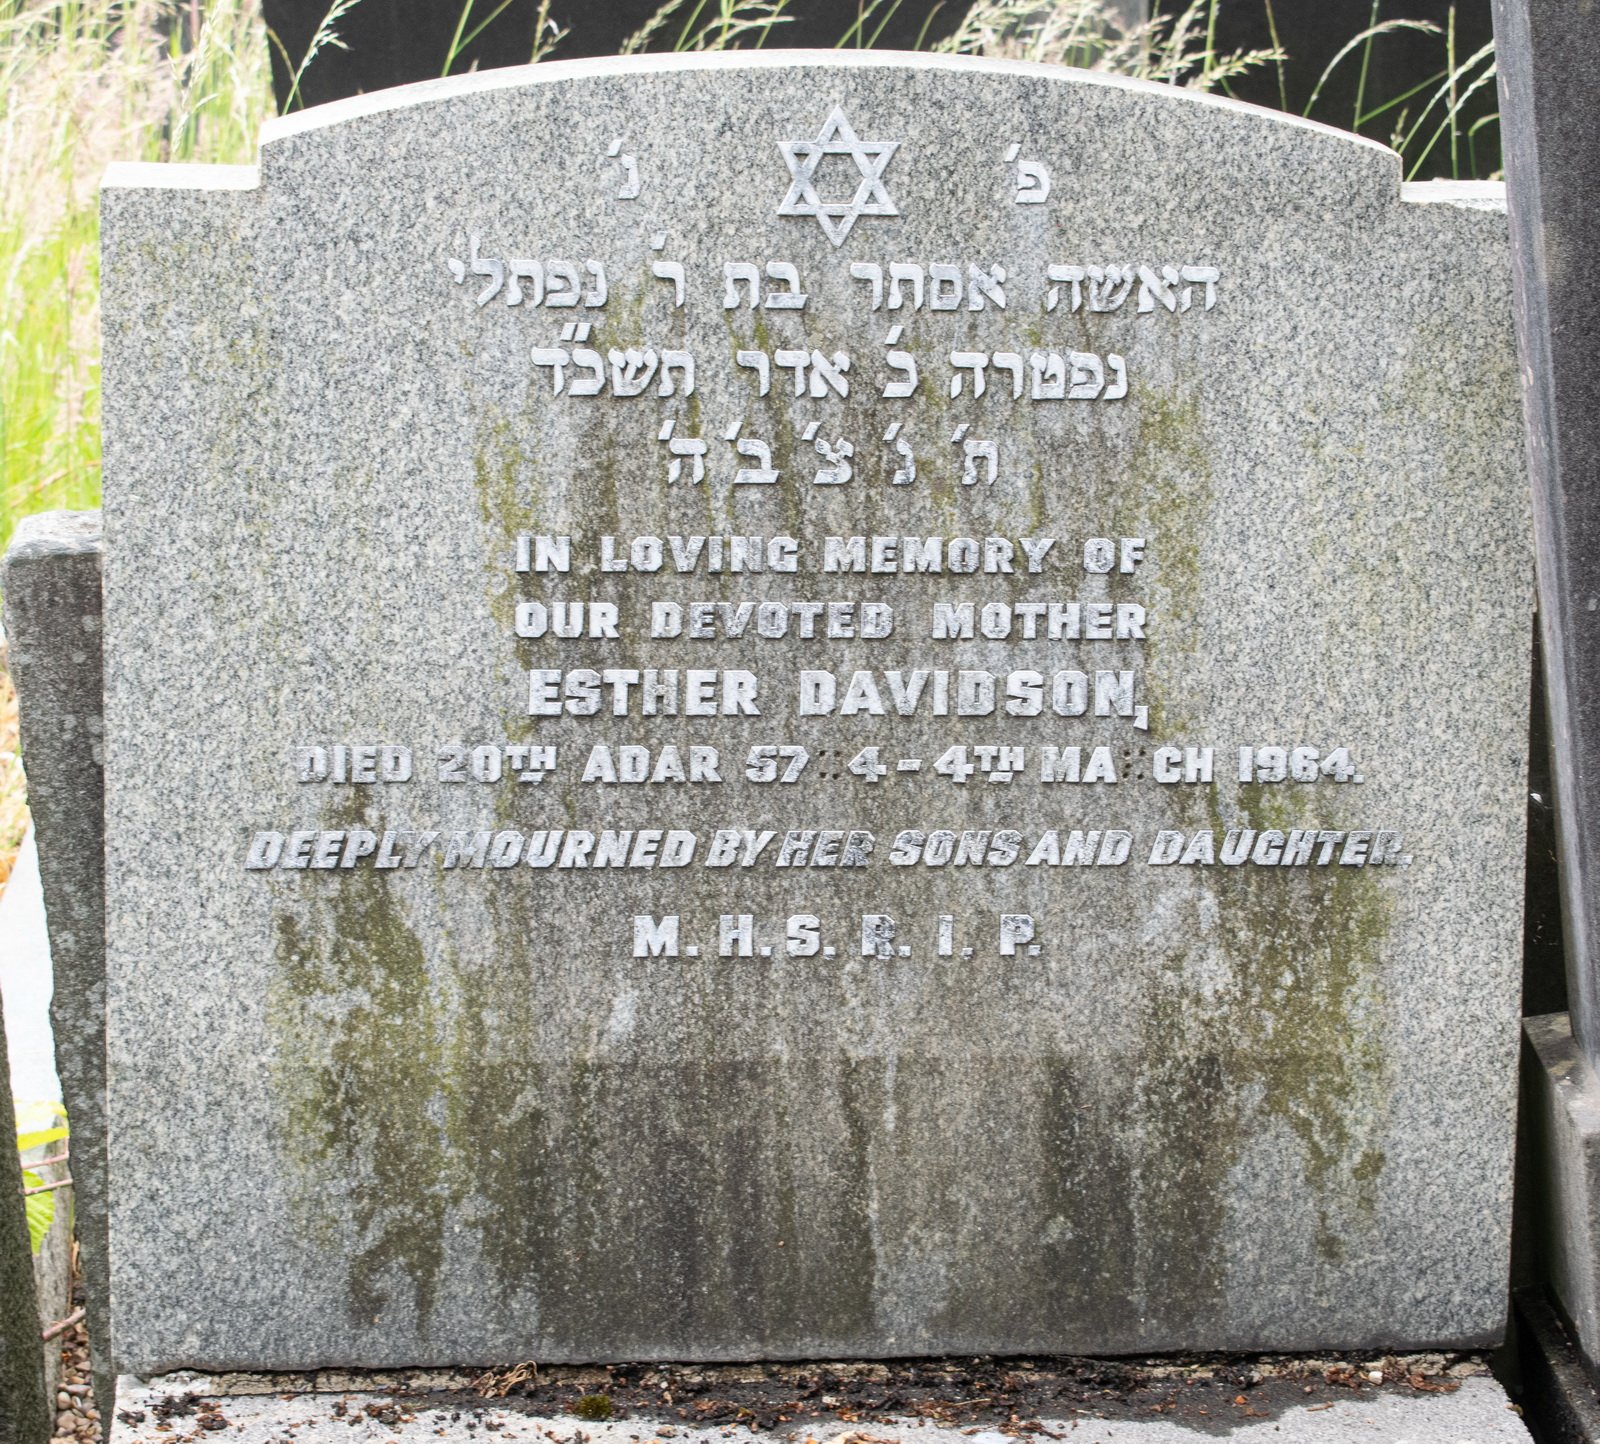 פ' נ'
האשה אסתר בת ר' נפתלי
נפטרה כ' אדר תשכ"ד
ת' נ' צ' ב' ה'
IN LOVING MEMORY OF
OUR DEVOTED MOTHER
ESTHER DAVIDSON,
DIED 20TH ADAR 57 4 - 4TH MA CH 1964.
DEEPLY MOURNED BY HER SONS AND DAUGHTER.
M. H. S. R. I. P.